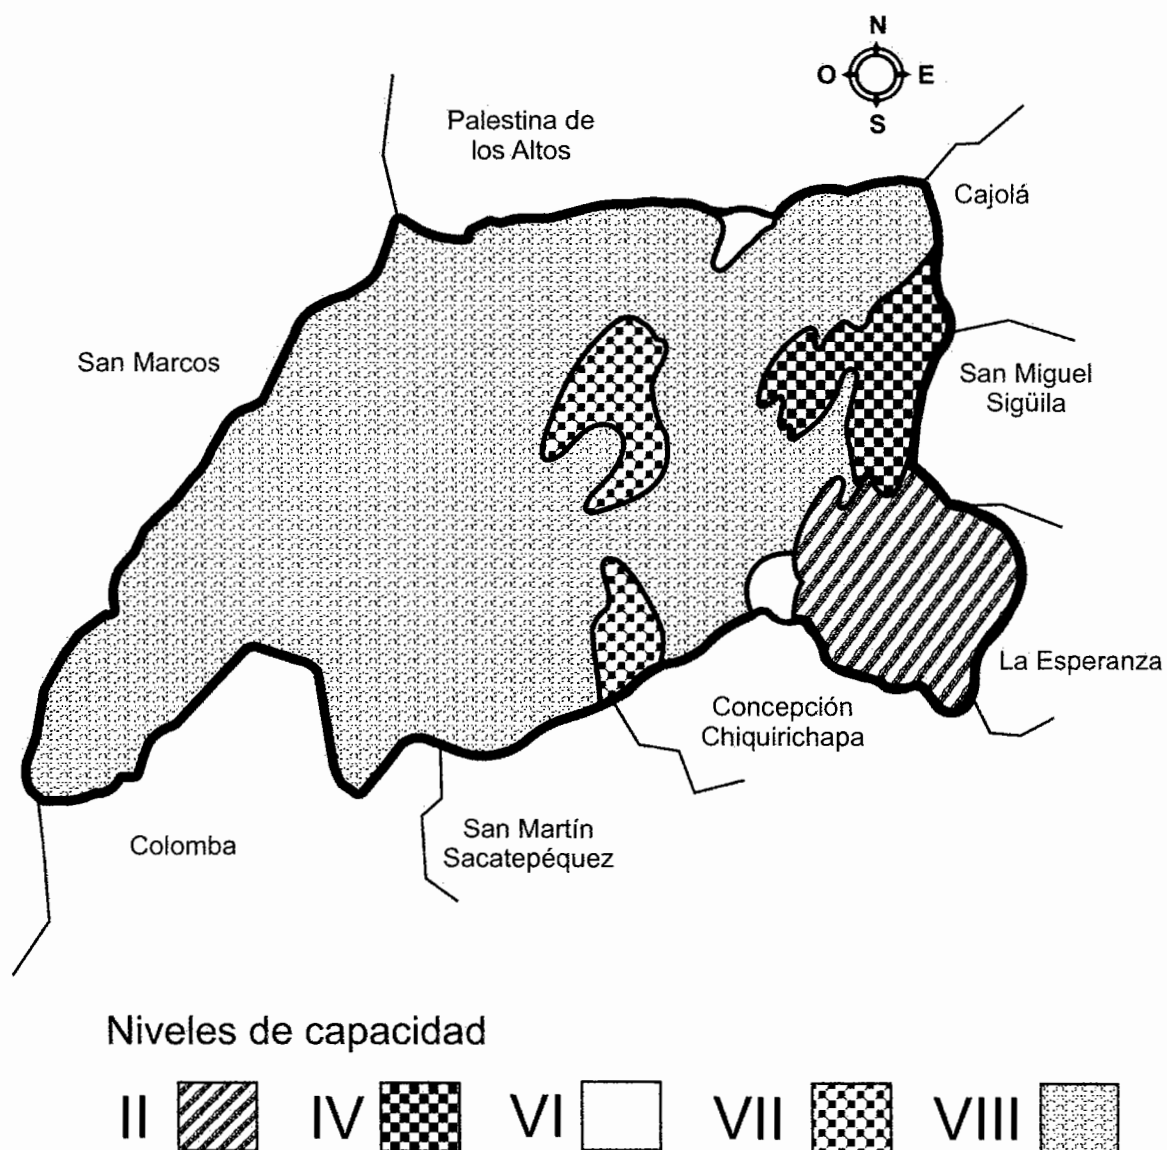 N
O E
S
Palestina de
los Altos
Cajolá
San Marcos
San Miguel
Sigüila
La Esperanza
Concepción
Chiquirichapa
San Martín
Sacatepéquez
Colomba
Niveles de capacidad
II IV VI VII VIII